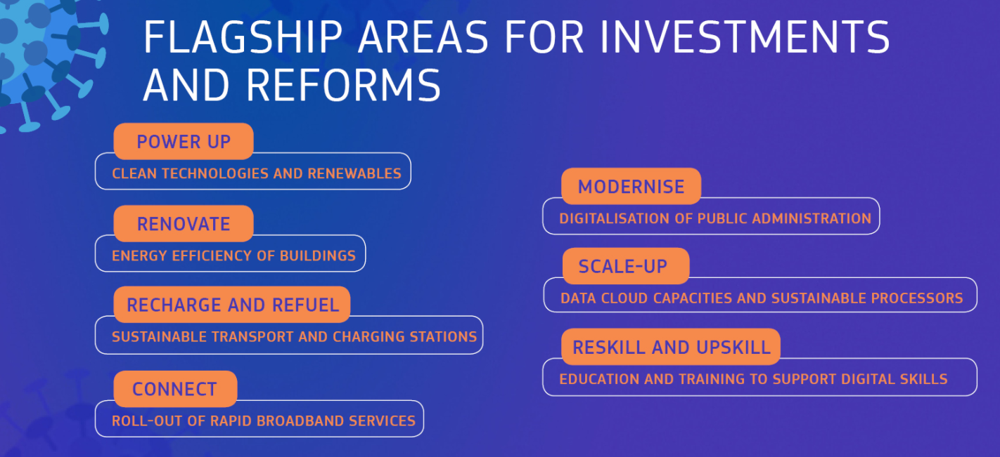 FLAGSHIP AREAS FOR INVESTMENTS
AND REFORMS
POWER UP
CLEAN TECHNOLOGIES AND RENEWABLES
RENOVATE
ENERGY EFFICIENCY OF BUILDINGS
RECHARGE AND REFUEL
SUSTAINABLE TRANSPORT AND CHARGING STATIONS
CONNECT
ROLL-OUT OF RAPID BROADBAND SERVICES
MODERNISE
DIGITALISATION OF PUBLIC ADMINISTRATION
SCALE-UP
DATA CLOUD CAPACITIES AND SUSTAINABLE PROCESSORS
RESKILL AND UPSKILL
EDUCATION AND TRAINING TO SUPPORT DIGITAL SKILLS